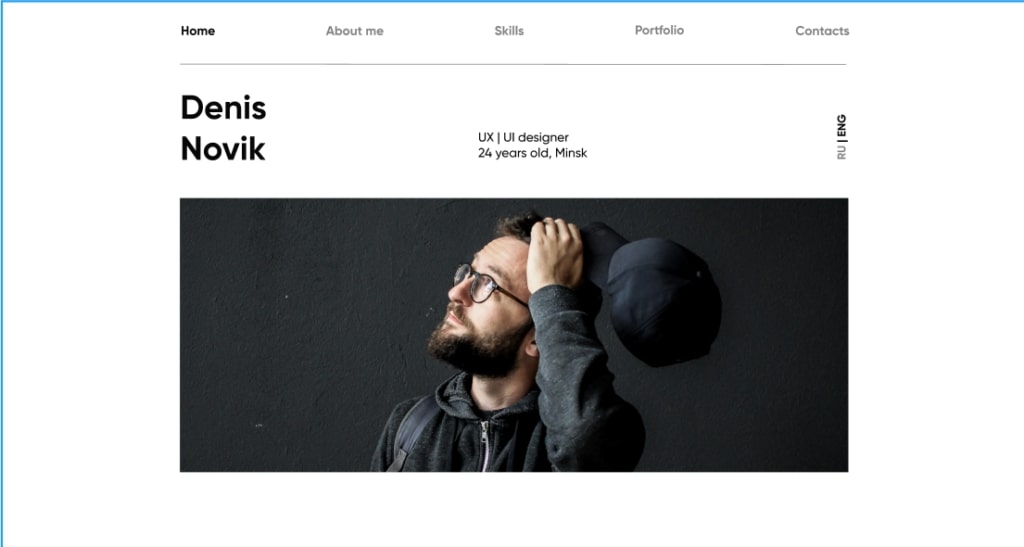 Home About me Skills Portfolio Contacts
Denis
Novik
UX | UI designer
24 years old, Minsk
RU | ENG